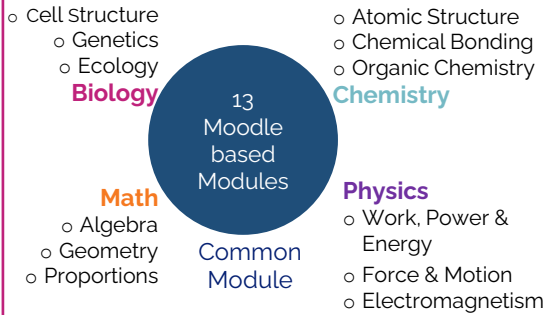 o Cell Structure
o Genetics
o Ecology
Biology
o Atomic Structure
o Chemical Bonding
o Organic Chemistry
Chemistry
13
Moodle
based
Modules
Math
o Algebra
o Geometry
o Proportions
Common
Module
Physics
o Work, Power &
Energy
o Force & Motion
o Electromagnetism